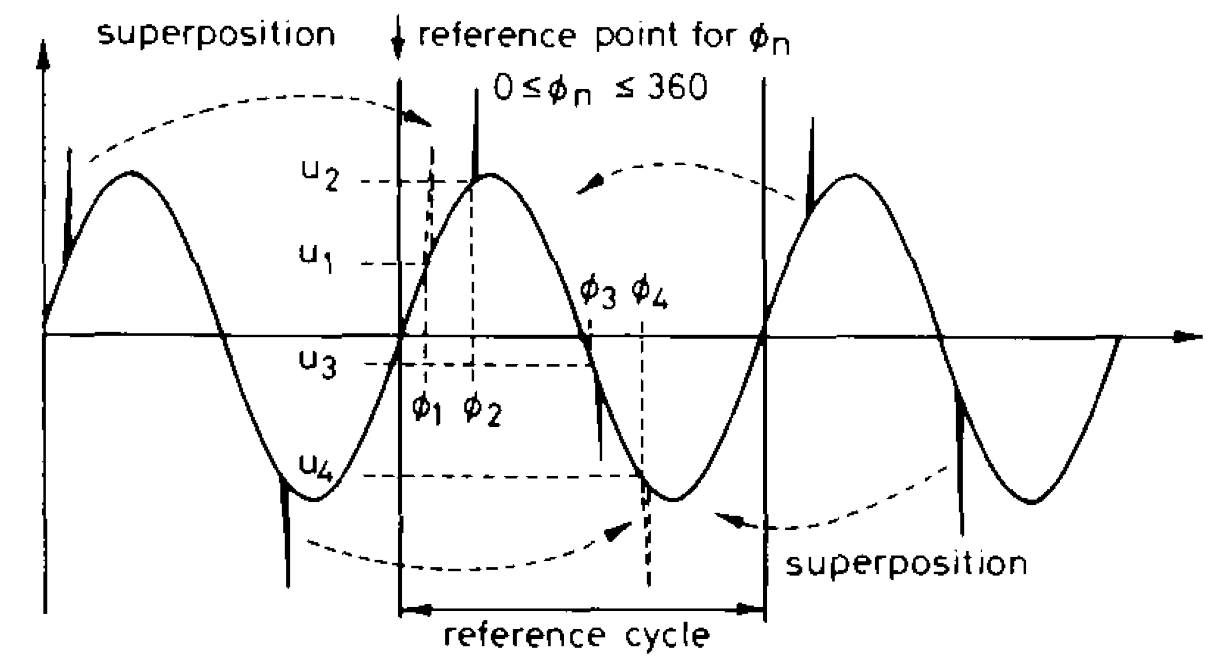 superposition
reference point for ϕn
0 ≤ ϕn ≤ 360
u2
u1
ϕ3 ϕ4
u3
ϕ1 ϕ2
u4
superposition
reference cycle